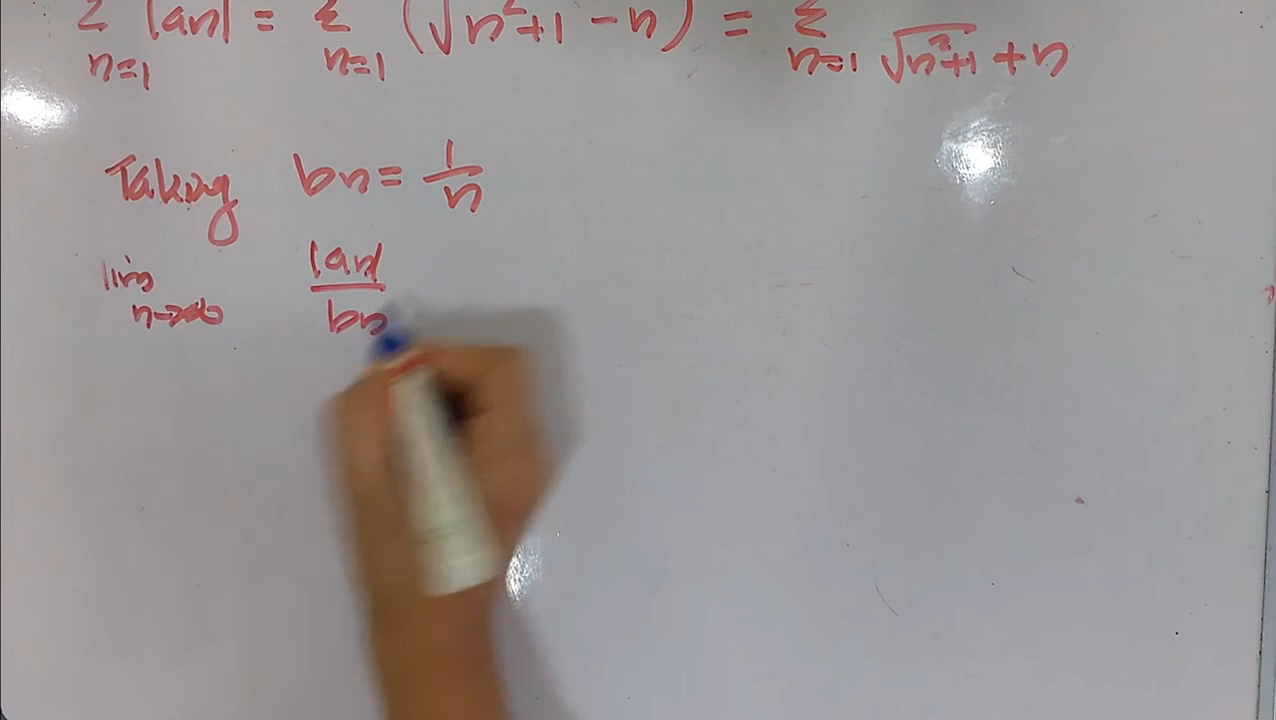 Σ |an| = Σ (√n²+1 - n) = Σ
n=1 n=1 n=1 √n²+1 + n
Taking bn = 1/n
lim n→∞ |an|/bn